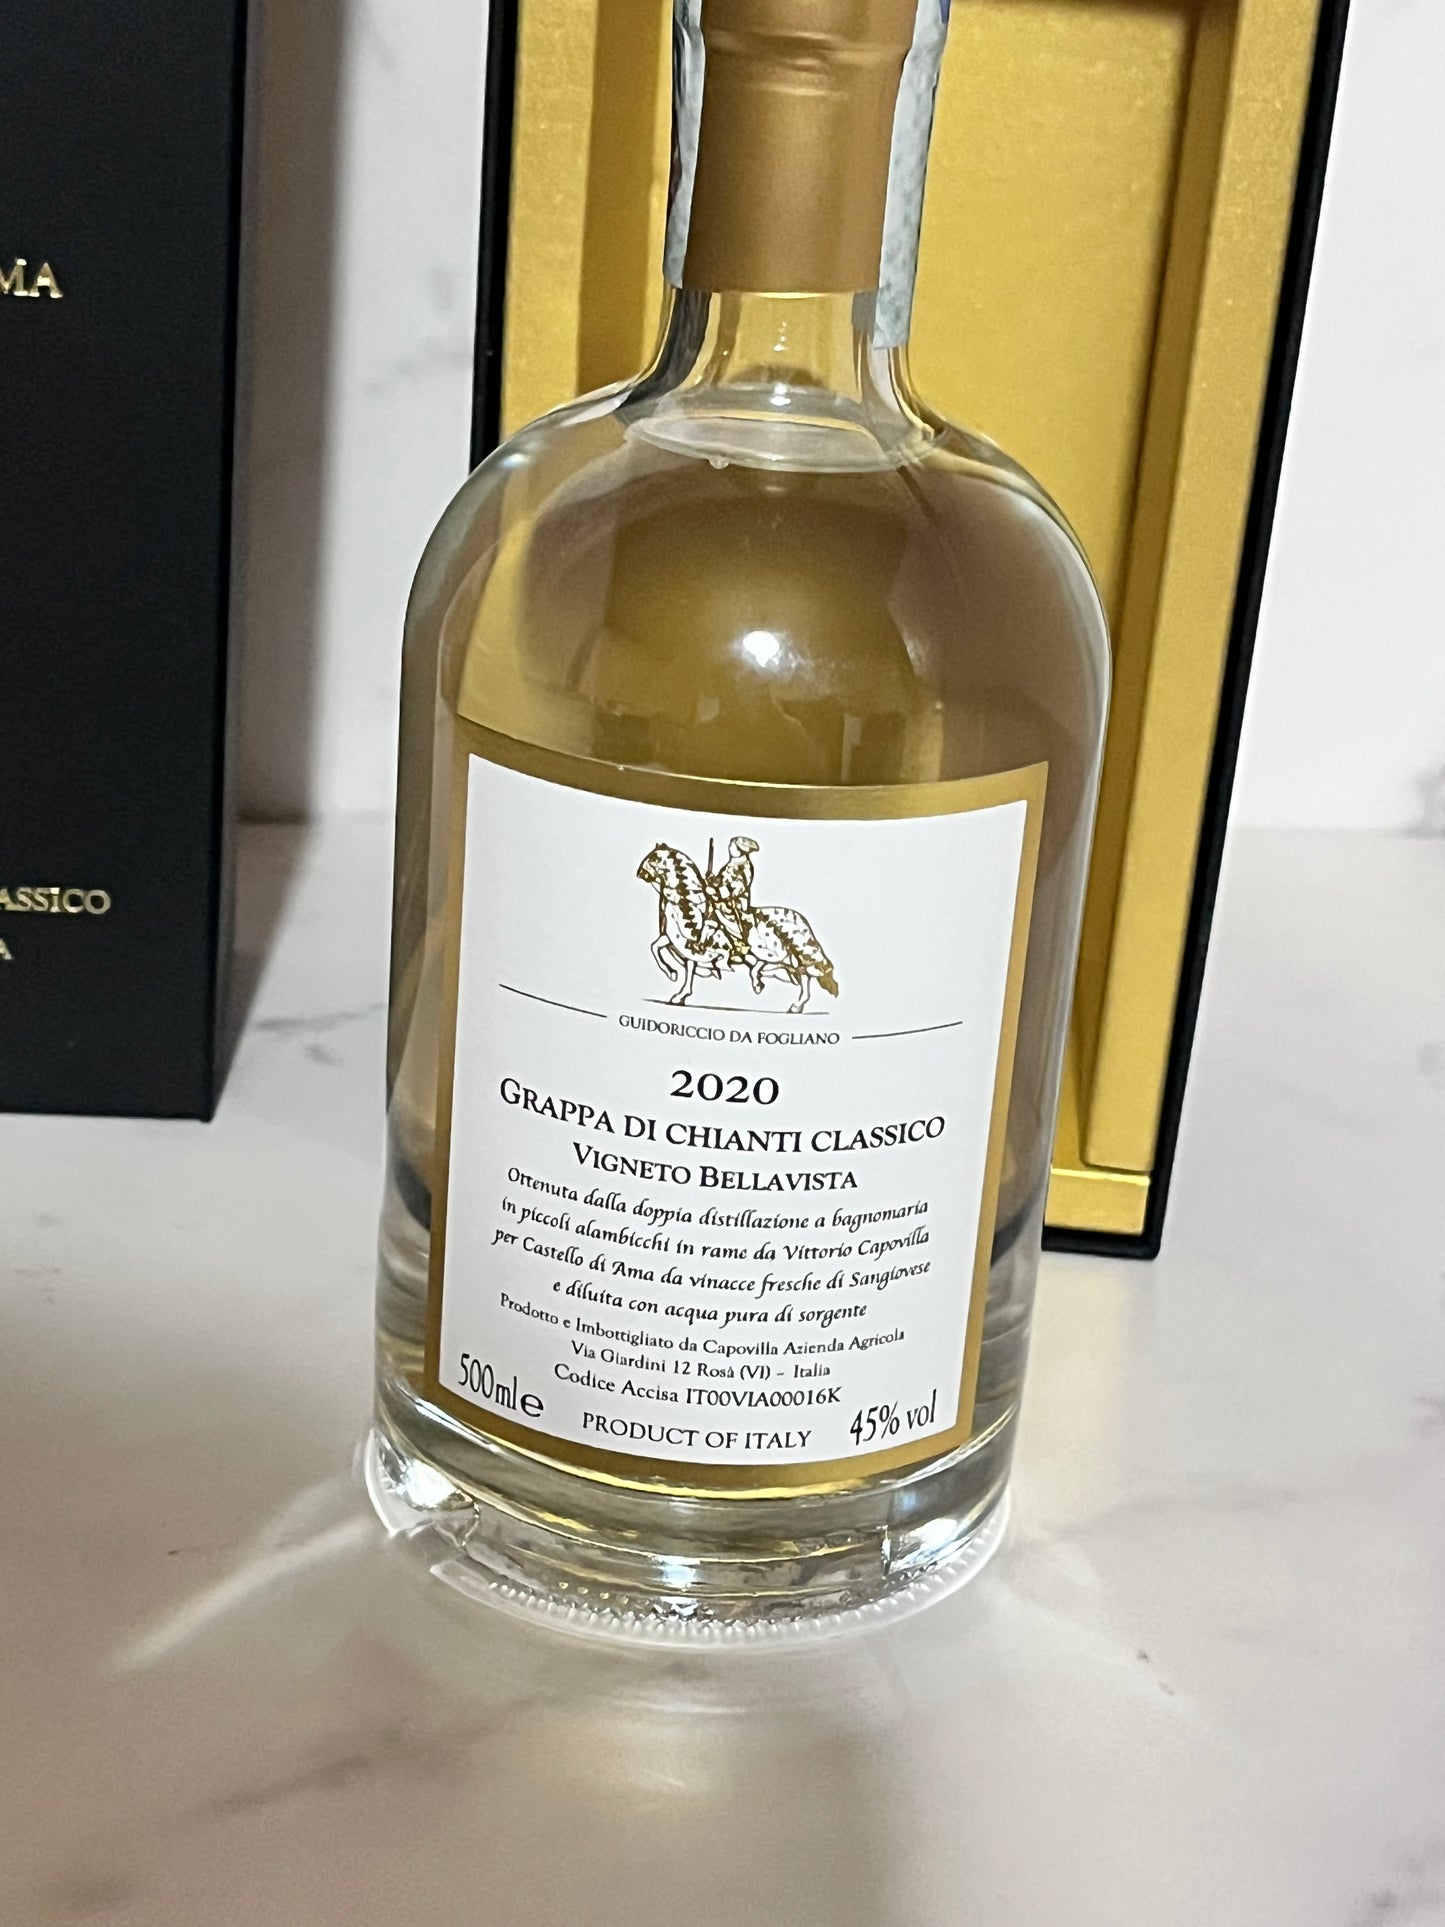 MA
ASSICO
A
GUIDORICCIO DA FOGLIANO
2020
GRAPPA DI CHIANTI CLASSICO
VIGNETO BELLAVISTA
Ottenuta dalla doppia distillazione a bagnomaria
in piccoli alambicchi in rame da Vittorio Capovilla
per Castello di Ama da vinacce fresche di Sangiovese
e diluita con acqua pura di sorgente
Prodotto e Imbottigliato da Capovilla Azienda Agricola
Via Giardini 12 Rosà (VI) - Italia
Codice Accisa IT00VIA00016K
500ml e PRODUCT OF ITALY 45% vol